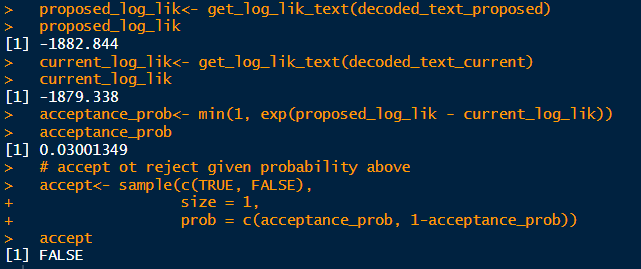 > proposed_log_lik<- get_log_lik_text(decoded_text_proposed)
> proposed_log_lik
[1] -1882.844
> current_log_lik<- get_log_lik_text(decoded_text_current)
> current_log_lik
[1] -1879.338
> acceptance_prob<- min(1, exp(proposed_log_lik - current_log_lik))
> acceptance_prob
[1] 0.03001349
> # accept ot reject given probability above
> accept<- sample(c(TRUE, FALSE),
+ size = 1,
+ prob = c(acceptance_prob, 1-acceptance_prob))
> accept
[1] FALSE